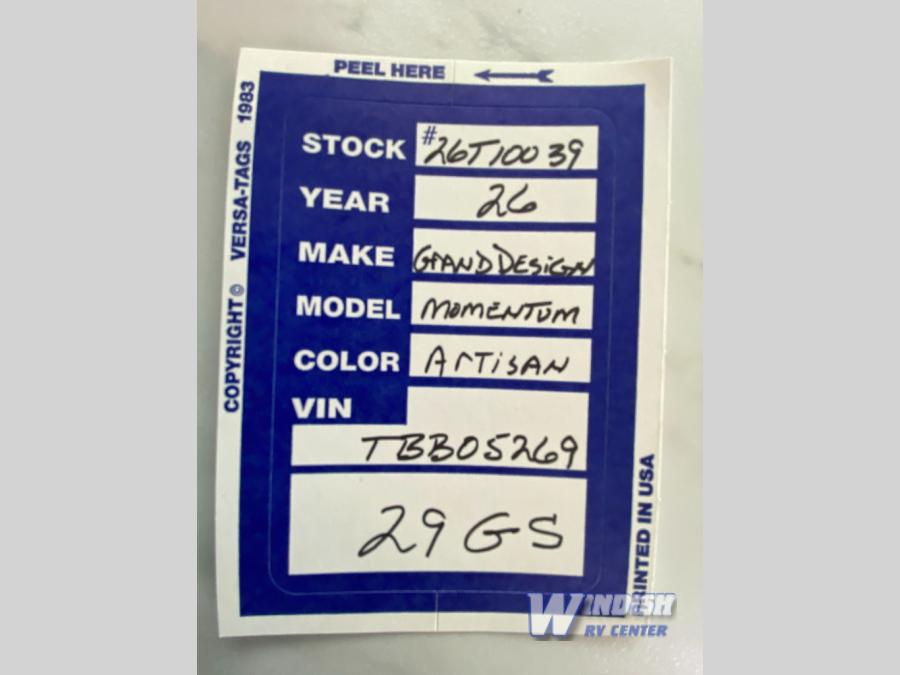 PEEL HERE
COPYRIGHT © VERSA-TAGS 1983
STOCK #26T10039
YEAR 26
MAKE GRAND DESIGN
MODEL MOMENTUM
COLOR ARTISAN
VIN
TBB05269
29GS
PRINTED IN USA
WINDISH
RV CENTER